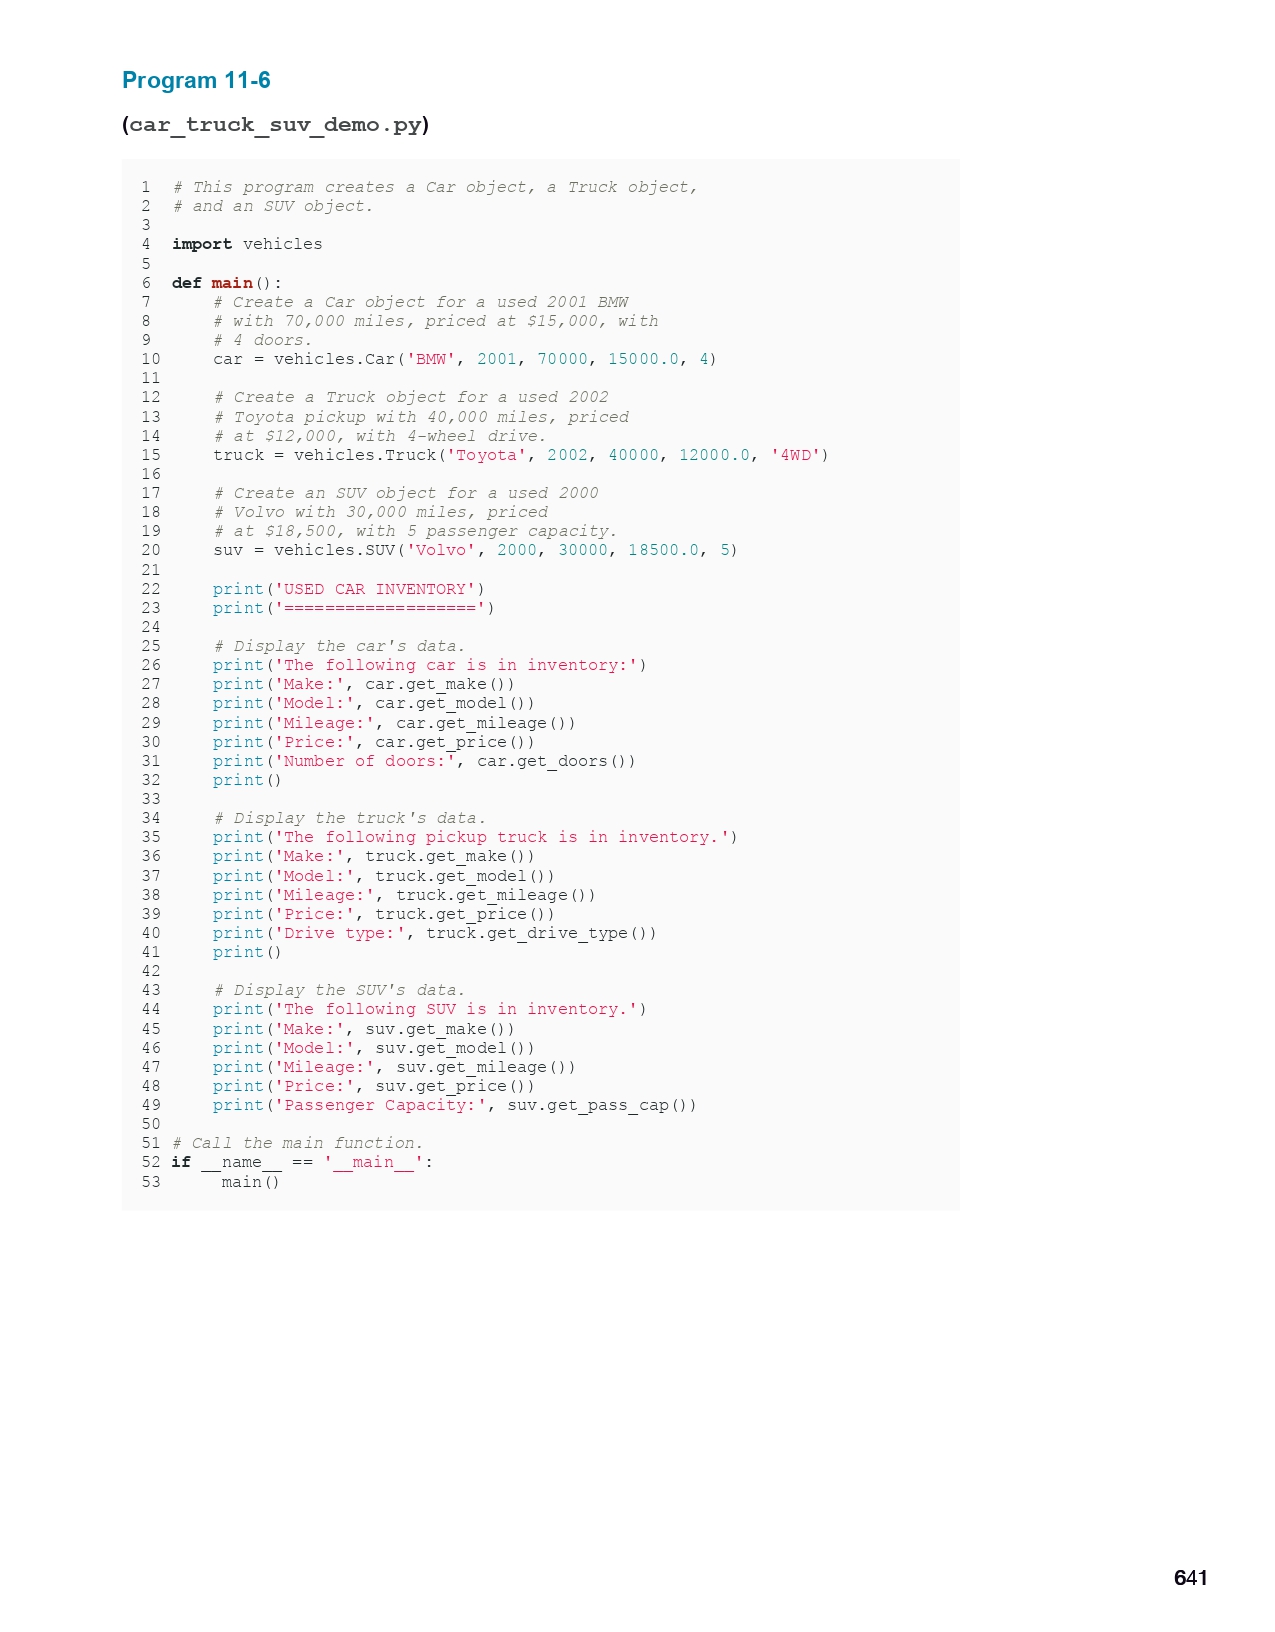 Program 11-6
(car_truck_suv_demo.py)
1 # This program creates a Car object, a Truck object,
2 # and an SUV object.
3
4 import vehicles
5
6 def main():
7     # Create a Car object for a used 2001 BMW
8     # with 70,000 miles, priced at $15,000, with
9     # 4 doors.
10     car = vehicles.Car('BMW', 2001, 70000, 15000.0, 4)
11
12     # Create a Truck object for a used 2002
13     # Toyota pickup with 40,000 miles, priced
14     # at $12,000, with 4-wheel drive.
15     truck = vehicles.Truck('Toyota', 2002, 40000, 12000.0, '4WD')
16
17     # Create an SUV object for a used 2000
18     # Volvo with 30,000 miles, priced
19     # at $18,500, with 5 passenger capacity.
20     suv = vehicles.SUV('Volvo', 2000, 30000, 18500.0, 5)
21
22     print('USED CAR INVENTORY')
23     print('===================')
24
25     # Display the car's data.
26     print('The following car is in inventory:')
27     print('Make:', car.get_make())
28     print('Model:', car.get_model())
29     print('Mileage:', car.get_mileage())
30     print('Price:', car.get_price())
31     print('Number of doors:', car.get_doors())
32     print()
33
34     # Display the truck's data.
35     print('The following pickup truck is in inventory.')
36     print('Make:', truck.get_make())
37     print('Model:', truck.get_model())
38     print('Mileage:', truck.get_mileage())
39     print('Price:', truck.get_price())
40     print('Drive type:', truck.get_drive_type())
41     print()
42
43     # Display the SUV's data.
44     print('The following SUV is in inventory.')
45     print('Make:', suv.get_make())
46     print('Model:', suv.get_model())
47     print('Mileage:', suv.get_mileage())
48     print('Price:', suv.get_price())
49     print('Passenger Capacity:', suv.get_pass_cap())
50
51 # Call the main function.
52 if __name__ == '__main__':
53     main()
641